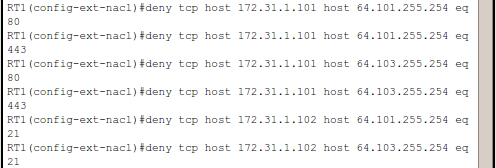 RT1(config-ext-nacl)#deny tcp host 172.31.1.101 host 64.101.255.254 eq
80
RT1(config-ext-nacl)#deny tcp host 172.31.1.101 host 64.101.255.254 eq
443
RT1(config-ext-nacl)#deny tcp host 172.31.1.101 host 64.103.255.254 eq
80
RT1(config-ext-nacl)#deny tcp host 172.31.1.101 host 64.103.255.254 eq
443
RT1(config-ext-nacl)#deny tcp host 172.31.1.102 host 64.101.255.254 eq
21
RT1(config-ext-nacl)#deny tcp host 172.31.1.102 host 64.103.255.254 eq
21